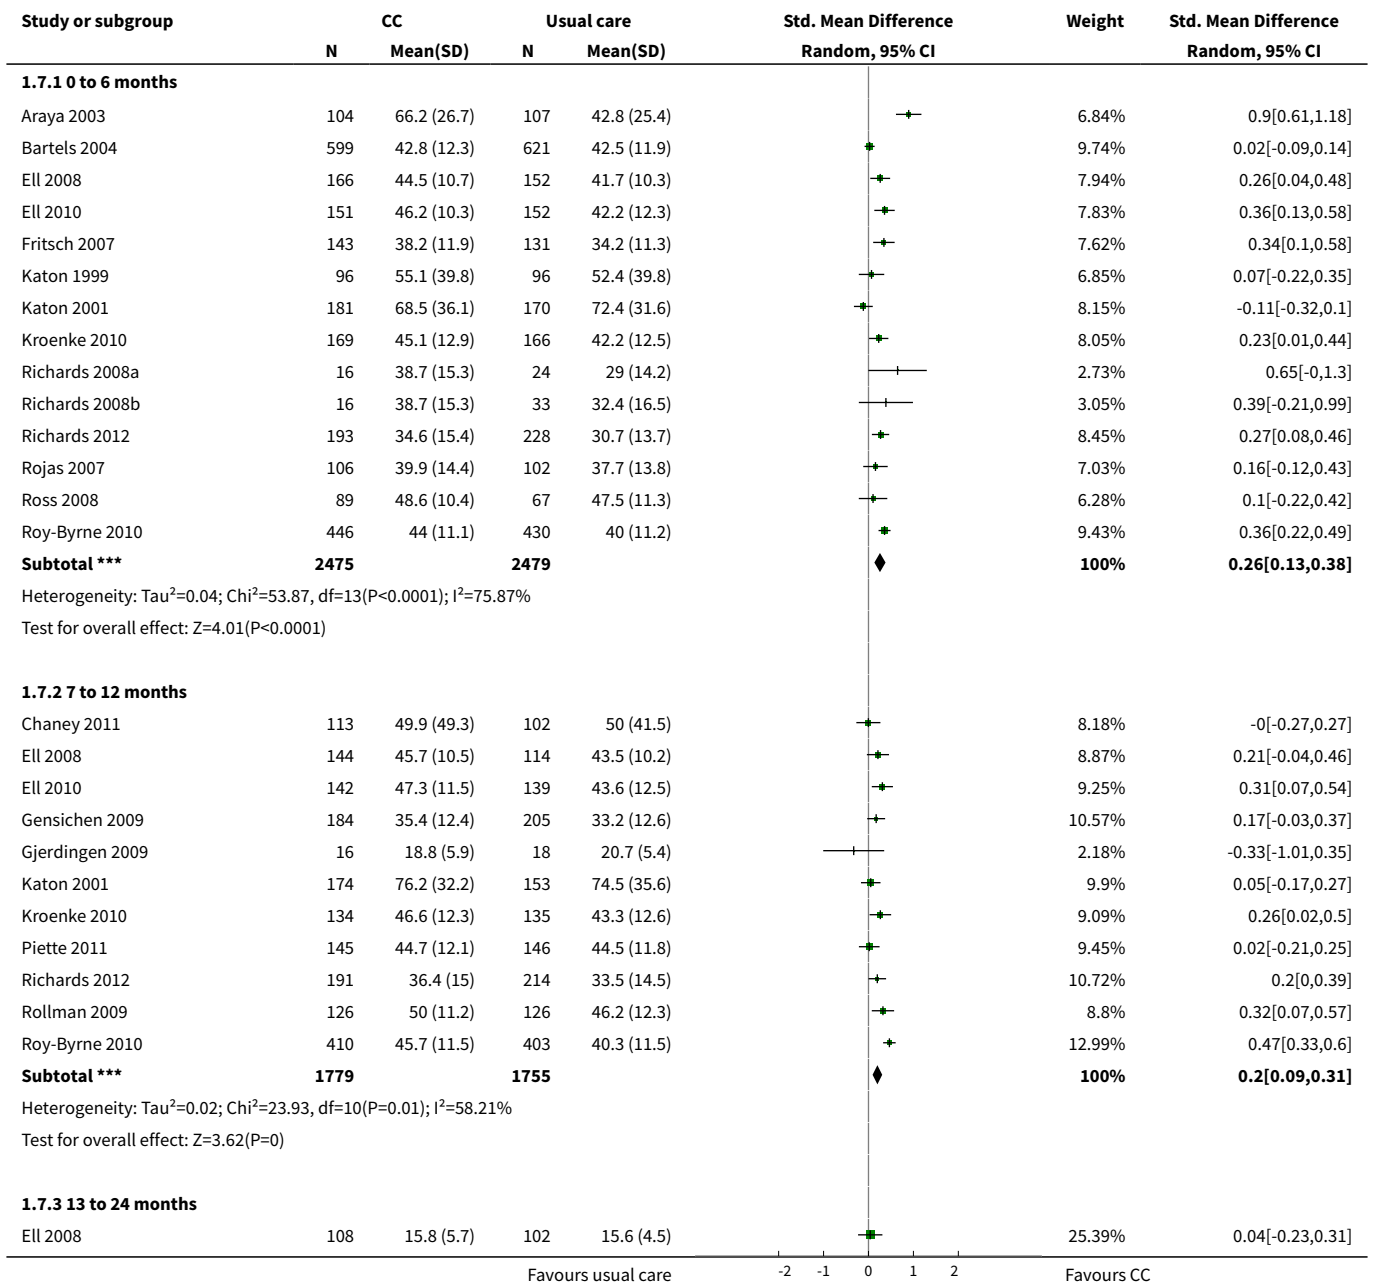 Study or subgroup CC Usual care Std. Mean Difference Weight Std. Mean Difference
N Mean(SD) N Mean(SD) Random, 95% CI Random, 95% CI
1.7.1 0 to 6 months
Araya 2003 104 66.2 (26.7) 107 42.8 (25.4) 6.84% 0.9[0.61,1.18]
Bartels 2004 599 42.8 (12.3) 621 42.5 (11.9) 9.74% 0.02[-0.09,0.14]
Ell 2008 166 44.5 (10.7) 152 41.7 (10.3) 7.94% 0.26[0.04,0.48]
Ell 2010 151 46.2 (10.3) 152 42.2 (12.3) 7.83% 0.36[0.13,0.58]
Fritsch 2007 143 38.2 (11.9) 131 34.2 (11.3) 7.62% 0.34[0.1,0.58]
Katon 1999 96 55.1 (39.8) 96 52.4 (39.8) 6.85% 0.07[-0.22,0.35]
Katon 2001 181 68.5 (36.1) 170 72.4 (31.6) 8.15% -0.11[-0.32,0.1]
Kroenke 2010 169 45.1 (12.9) 166 42.2 (12.5) 8.05% 0.23[0.01,0.44]
Richards 2008a 16 38.7 (15.3) 24 29 (14.2) 2.73% 0.65[-0,1.3]
Richards 2008b 16 38.7 (15.3) 33 32.4 (16.5) 3.05% 0.39[-0.21,0.99]
Richards 2012 193 34.6 (15.4) 228 30.7 (13.7) 8.45% 0.27[0.08,0.46]
Rojas 2007 106 39.9 (14.4) 102 37.7 (13.8) 7.03% 0.16[-0.12,0.43]
Ross 2008 89 48.6 (10.4) 67 47.5 (11.3) 6.28% 0.1[-0.22,0.42]
Roy-Byrne 2010 446 44 (11.1) 430 40 (11.2) 9.43% 0.36[0.22,0.49]
Subtotal *** 2475 2479 100% 0.26[0.13,0.38]
Heterogeneity: Tau²=0.04; Chi²=53.87, df=13(P<0.0001); I²=75.87%
Test for overall effect: Z=4.01(P<0.0001)
1.7.2 7 to 12 months
Chaney 2011 113 49.9 (49.3) 102 50 (41.5) 8.18% -0[-0.27,0.27]
Ell 2008 144 45.7 (10.5) 114 43.5 (10.2) 8.87% 0.21[-0.04,0.46]
Ell 2010 142 47.3 (11.5) 139 43.6 (12.5) 9.25% 0.31[0.07,0.54]
Gensichen 2009 184 35.4 (12.4) 205 33.2 (12.6) 10.57% 0.17[-0.03,0.37]
Gjerdingen 2009 16 18.8 (5.9) 18 20.7 (5.4) 2.18% -0.33[-1.01,0.35]
Katon 2001 174 76.2 (32.2) 153 74.5 (35.6) 9.9% 0.05[-0.17,0.27]
Kroenke 2010 134 46.6 (12.3) 135 43.3 (12.6) 9.09% 0.26[0.02,0.5]
Piette 2011 145 44.7 (12.1) 146 44.5 (11.8) 9.45% 0.02[-0.21,0.25]
Richards 2012 191 36.4 (15) 214 33.5 (14.5) 10.72% 0.2[0,0.39]
Rollman 2009 126 50 (11.2) 126 46.2 (12.3) 8.8% 0.32[0.07,0.57]
Roy-Byrne 2010 410 45.7 (11.5) 403 40.3 (11.5) 12.99% 0.47[0.33,0.6]
Subtotal *** 1779 1755 100% 0.2[0.09,0.31]
Heterogeneity: Tau²=0.02; Chi²=23.93, df=10(P=0.01); I²=58.21%
Test for overall effect: Z=3.62(P=0)
1.7.3 13 to 24 months
Ell 2008 108 15.8 (5.7) 102 15.6 (4.5) 25.39% 0.04[-0.23,0.31]
Favours usual care -2 -1 0 1 2 Favours CC